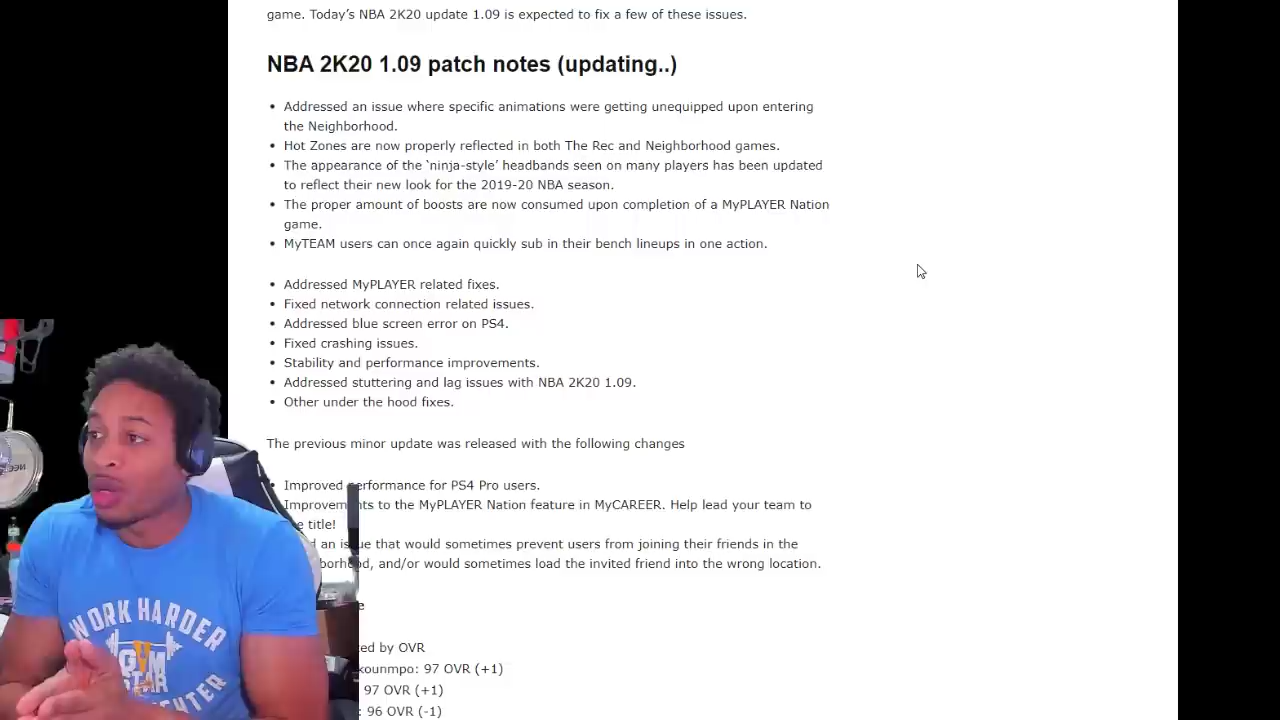 game. Today's NBA 2K20 update 1.09 is expected to fix a few of these issues.
NBA 2K20 1.09 patch notes (updating..)
• Addressed an issue where specific animations were getting unequipped upon entering
the Neighborhood.
• Hot Zones are now properly reflected in both The Rec and Neighborhood games.
• The appearance of the ‘ninja-style’ headbands seen on many players has been updated
to reflect their new look for the 2019-20 NBA season.
• The proper amount of boosts are now consumed upon completion of a MyPLAYER Nation
game.
• MyTEAM users can once again quickly sub in their bench lineups in one action.
• Addressed MyPLAYER related fixes.
• Fixed network connection related issues.
• Addressed blue screen error on PS4.
• Fixed crashing issues.
• Stability and performance improvements.
• Addressed stuttering and lag issues with NBA 2K20 1.09.
• Other under the hood fixes.
The previous minor update was released with the following changes
• Improved performance for PS4 Pro users.
Improvements to the MyPLAYER Nation feature in MyCAREER. Help lead your team to
title!
an issue that would sometimes prevent users from joining their friends in the
and/or would sometimes load the invited friend into the wrong location.
by OVR
97 OVR (+1)
97 OVR (+1)
96 OVR (-1)
WORK HARDER
GYM
STAR